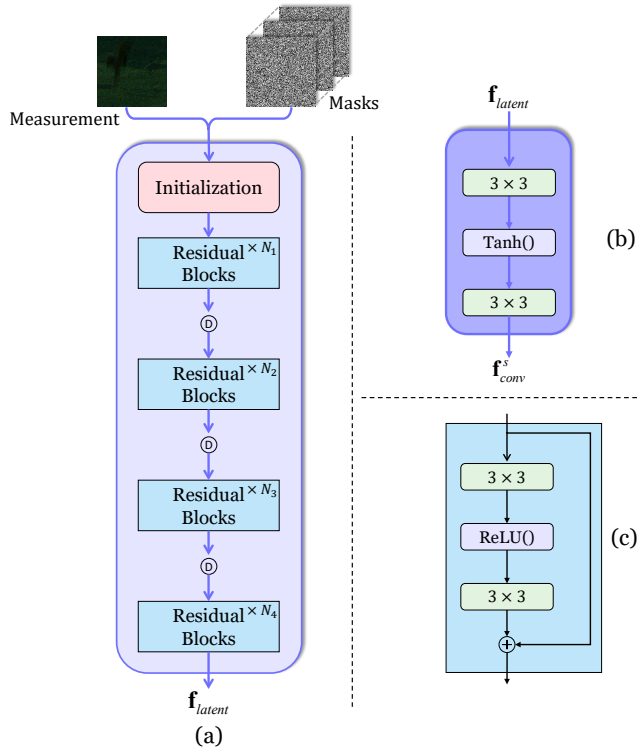 Measurement
Masks
Initialization
Residual × N₁
Blocks
D
Residual × N₂
Blocks
D
Residual × N₃
Blocks
D
Residual × N₄
Blocks
f_latent
(a)
f_latent
3 × 3
Tanh()
3 × 3
f^s_conv
(b)
3 × 3
ReLU()
3 × 3
+
(c)